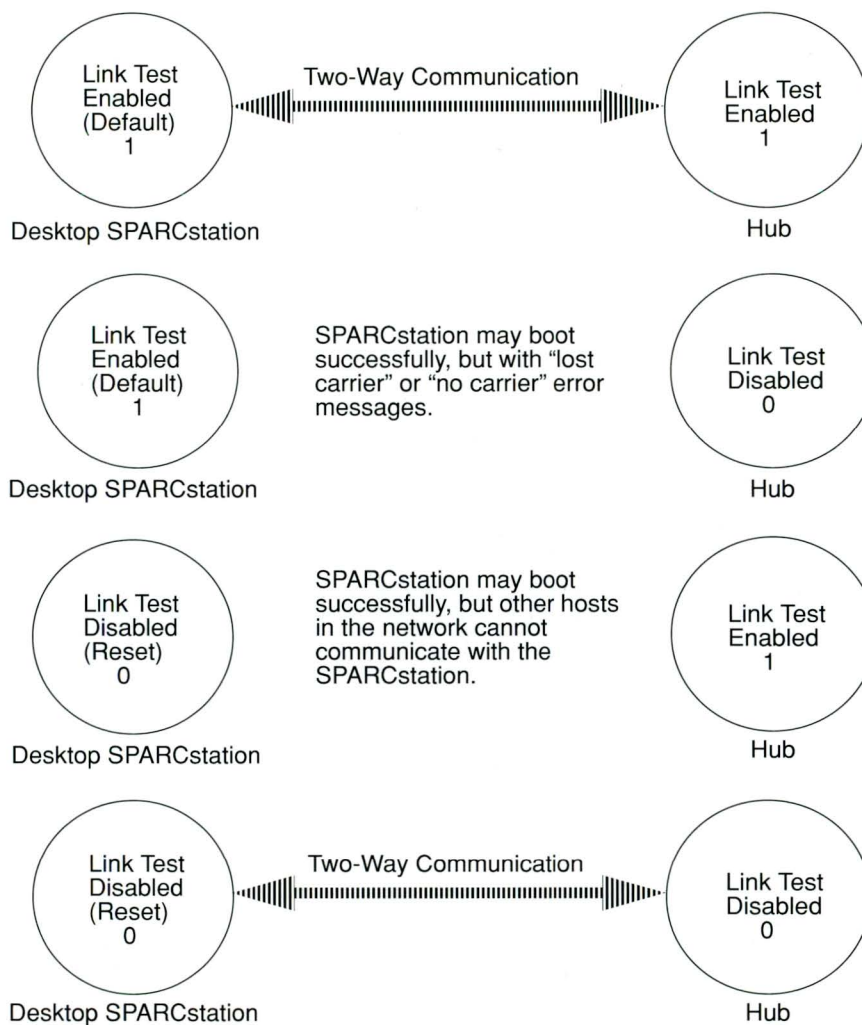 Link Test
Enabled
(Default)
1
Two-Way Communication
Link Test
Enabled
1
Desktop SPARCstation
Hub
Link Test
Enabled
(Default)
1
SPARCstation may boot
successfully, but with “lost
carrier” or “no carrier” error
messages.
Link Test
Disabled
0
Desktop SPARCstation
Hub
Link Test
Disabled
(Reset)
0
SPARCstation may boot
successfully, but other hosts
in the network cannot
communicate with the
SPARCstation.
Link Test
Enabled
1
Desktop SPARCstation
Hub
Link Test
Disabled
(Reset)
0
Two-Way Communication
Link Test
Disabled
0
Desktop SPARCstation
Hub